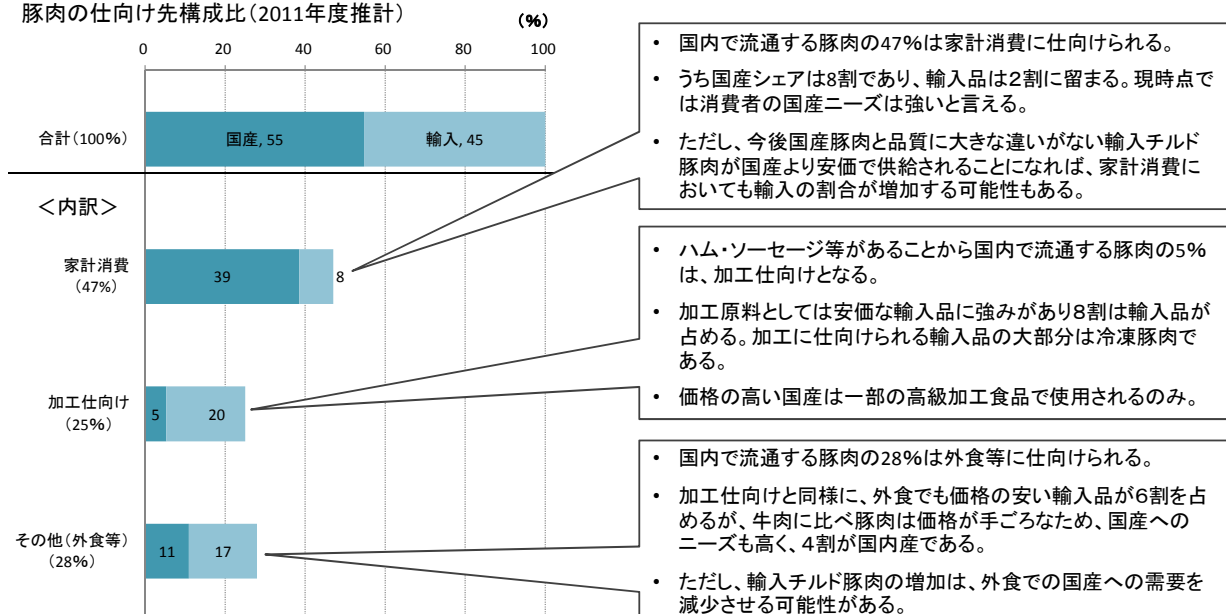 豚肉の仕向け先構成比(2011年度推計)
(%)
0 20 40 60 80 100
合計(100%)
国産, 55
輸入, 45
<内訳>
家計消費
(47%)
39
8
加工仕向け
(25%)
5
20
その他(外食等)
(28%)
11
17
• 国内で流通する豚肉の47%は家計消費に仕向けられる。
• うち国産シェアは8割であり、輸入品は2割に留まる。現時点で
は消費者の国産ニーズは強いと言える。
• ただし、今後国産豚肉と品質に大きな違いがない輸入チルド
豚肉が国産より安価で供給されることになれば、家計消費に
おいても輸入の割合が増加する可能性もある。
• ハム・ソーセージ等があることから国内で流通する豚肉の5%
は、加工仕向けとなる。
• 加工原料としては安価な輸入品に強みがあり8割は輸入品が
占める。加工に仕向けられる輸入品の大部分は冷凍豚肉で
ある。
• 価格の高い国産は一部の高級加工食品で使用されるのみ。
• 国内で流通する豚肉の28%は外食等に仕向けられる。
• 加工仕向けと同様に、外食でも価格の安い輸入品が6割を占
めるが、牛肉に比べ豚肉は価格が手ごろなため、国産への
ニーズも高く、4割が国内産である。
• ただし、輸入チルド豚肉の増加は、外食での国産への需要を
減少させる可能性がある。